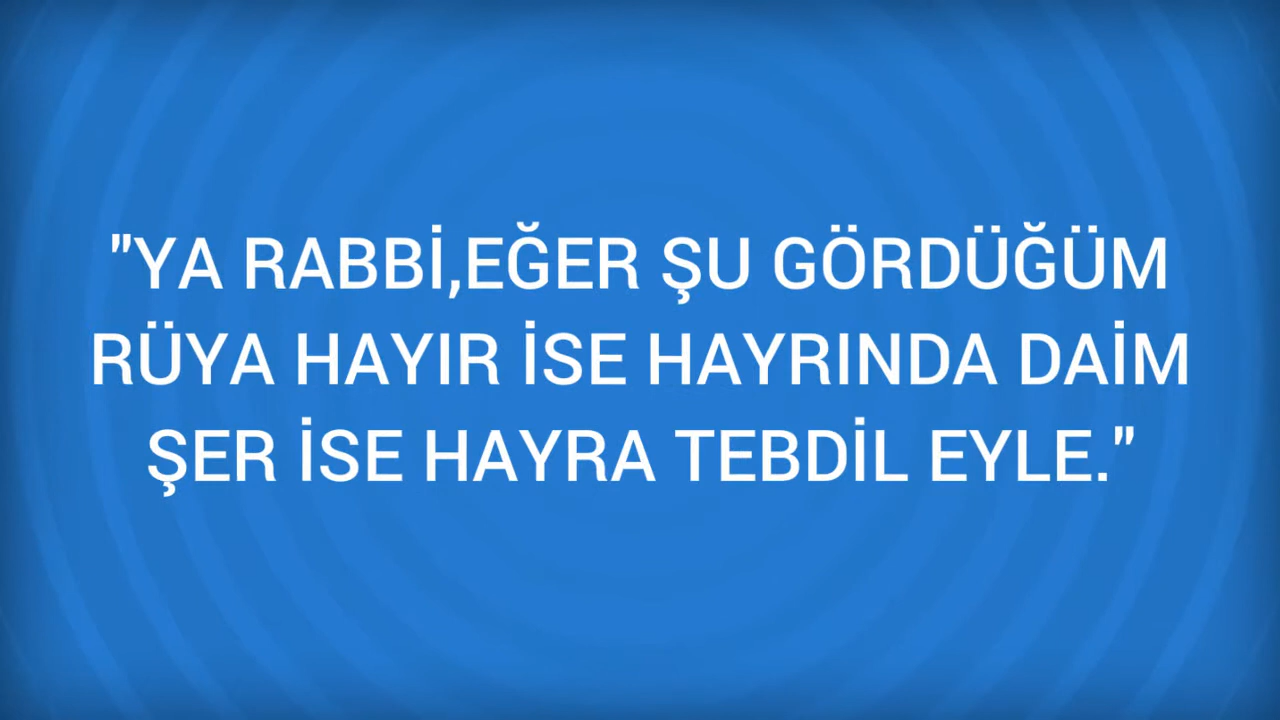 "YA RABBİ,EĞER ŞU GÖRDÜĞÜM
RÜYA HAYIR İSE HAYRINDA DAİM
ŞER İSE HAYRA TEBDİL EYLE."